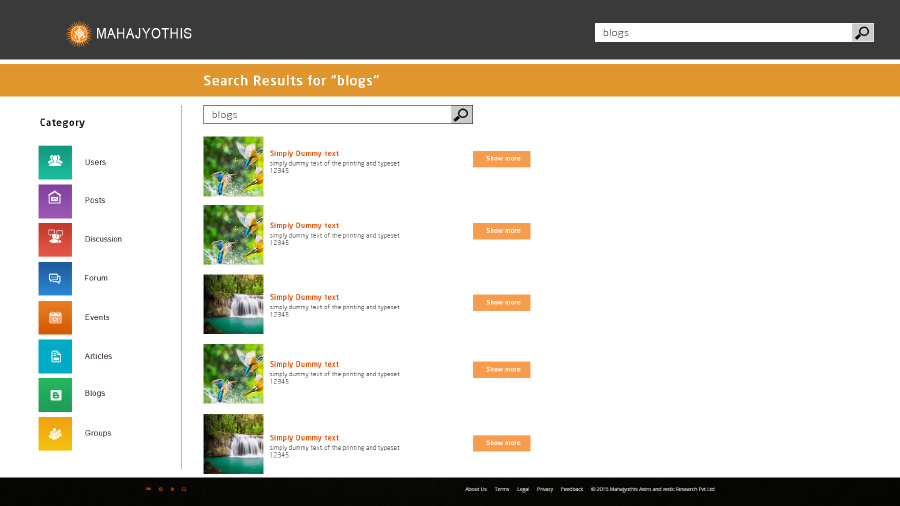 MAHAJYOTHIS
blogs
Search Results for "blogs"
Category
Users
Posts
Discussion
Forum
Events
Articles
Blogs
Groups
blogs
Simply Dummy text
simply dummy text of the printing and typeset
12345
Show more
Simply Dummy text
simply dummy text of the printing and typeset
12345
Show more
Simply Dummy text
simply dummy text of the printing and typeset
12345
Show more
Simply Dummy text
simply dummy text of the printing and typeset
12345
Show more
Simply Dummy text
simply dummy text of the printing and typeset
12345
Show more
About Us Terms Legal Privacy Feedback © 2015 Mahajyothis Astro and vedic Research Pvt Ltd